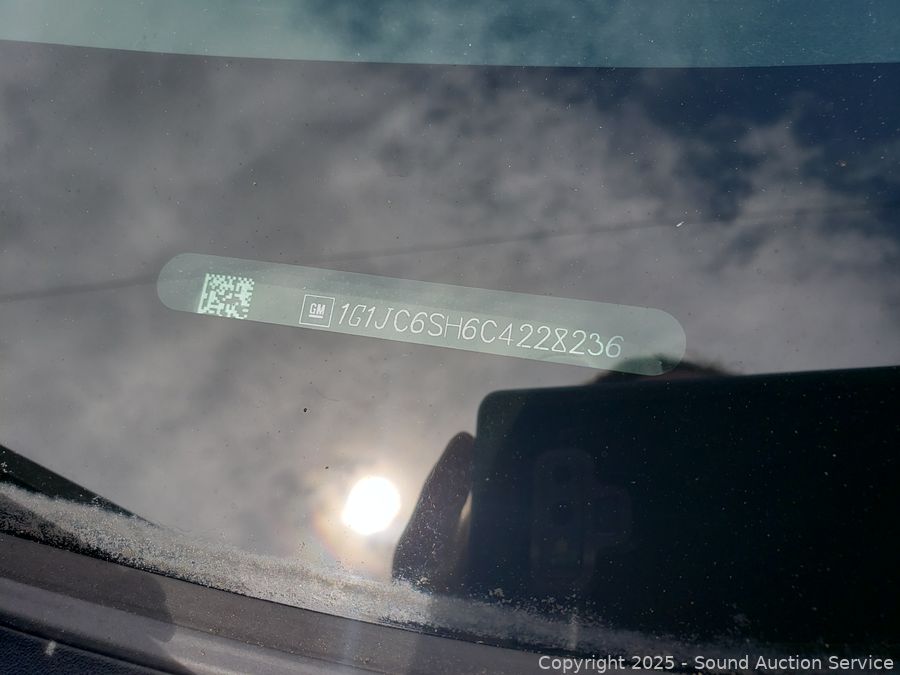 GM 1G1JC6SH6C4228236
Copyright 2025 - Sound Auction Service